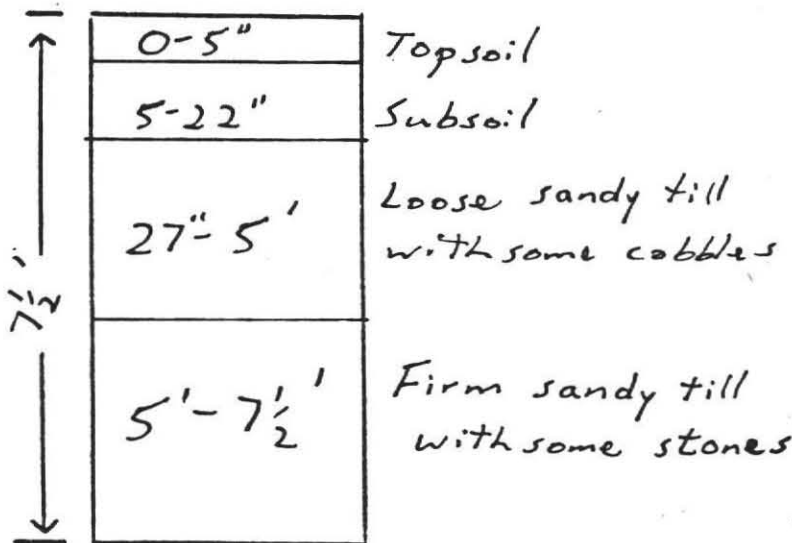 0-5" Topsoil
5-22" Subsoil
27"-5' Loose sandy till
with some cobbles
7½'
5'-7½' Firm sandy till
with some stones